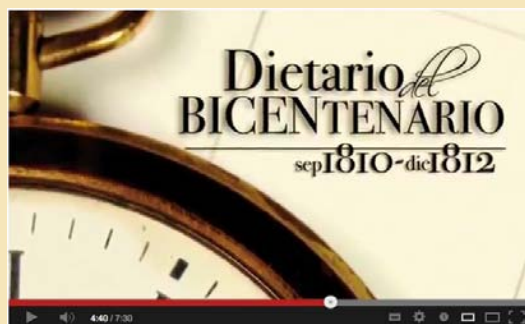 Dietario del
BICENTENARIO
sep1810-dic1812
4:40 / 7:30